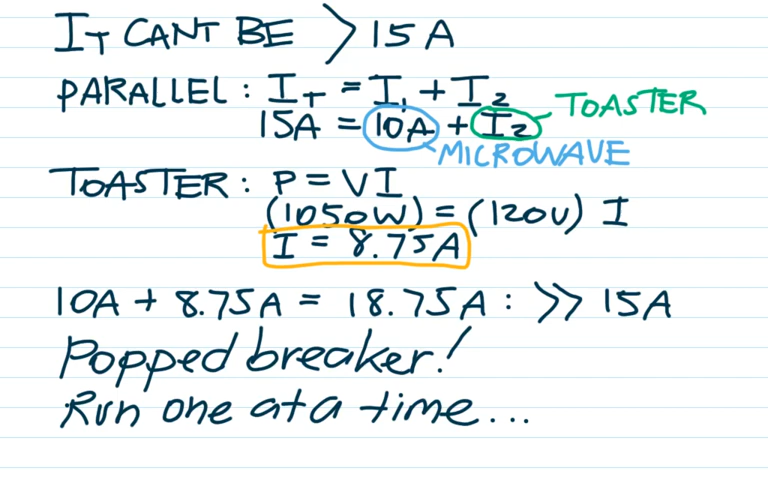 IT CANT BE > 15 A
PARALLEL: IT = I1 + I2
15A = 10A + I2 TOASTER
MICROWAVE
TOASTER: P = VI
(1050W) = (120V) I
I = 8.75A
10A + 8.75A = 18.75A: >> 15A
Popped breaker!
Run one at a time...